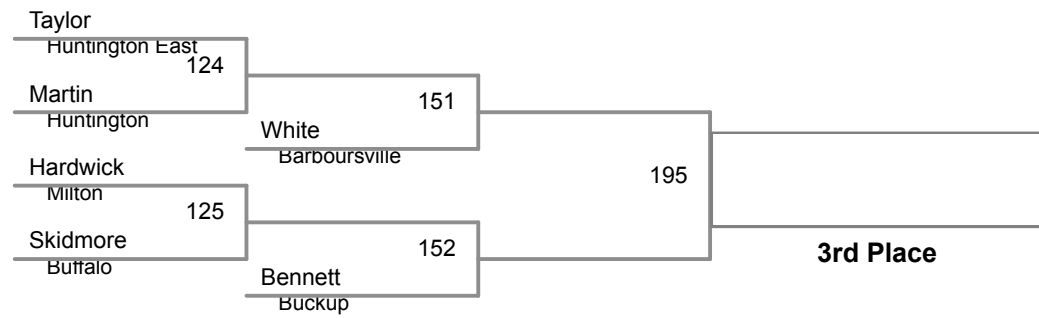 Taylor
Huntington East
124
Martin
Huntington
151
White
Barboursville
Hardwick
Milton
195
125
Skidmore
Buffalo
152
3rd Place
Bennett
Buckup